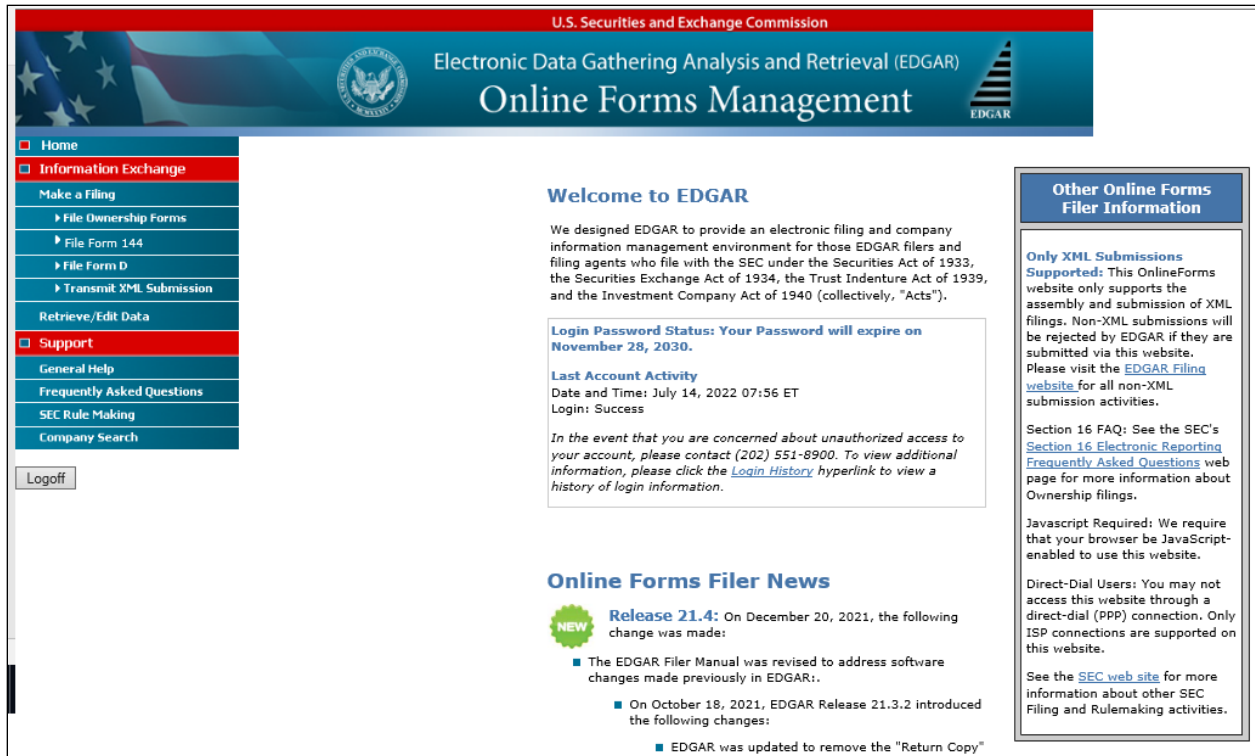 U.S. Securities and Exchange Commission
Electronic Data Gathering Analysis and Retrieval (EDGAR)
Online Forms Management
EDGAR
Home
Information Exchange
Make a Filing
File Ownership Forms
File Form 144
File Form D
Transmit XML Submission
Retrieve/Edit Data
Support
General Help
Frequently Asked Questions
SEC Rule Making
Company Search
Logoff
Welcome to EDGAR
We designed EDGAR to provide an electronic filing and company
information management environment for those EDGAR filers and
filing agents who file with the SEC under the Securities Act of 1933,
the Securities Exchange Act of 1934, the Trust Indenture Act of 1939,
and the Investment Company Act of 1940 (collectively, "Acts").
Login Password Status: Your Password will expire on
November 28, 2030.
Last Account Activity
Date and Time: July 14, 2022 07:56 ET
Login: Success
In the event that you are concerned about unauthorized access to
your account, please contact (202) 551-8900. To view additional
information, please click the Login History hyperlink to view a
history of login information.
Online Forms Filer News
NEW
Release 21.4: On December 20, 2021, the following
change was made:
The EDGAR Filer Manual was revised to address software
changes made previously in EDGAR:.
On October 18, 2021, EDGAR Release 21.3.2 introduced
the following changes:
EDGAR was updated to remove the "Return Copy"
Other Online Forms
Filer Information
Only XML Submissions
Supported: This OnlineForms
website only supports the
assembly and submission of XML
filings. Non-XML submissions will
be rejected by EDGAR if they are
submitted via this website.
Please visit the EDGAR Filing
website for all non-XML
submission activities.
Section 16 FAQ: See the SEC's
Section 16 Electronic Reporting
Frequently Asked Questions web
page for more information about
Ownership filings.
Javascript Required: We require
that your browser be JavaScript-
enabled to use this website.
Direct-Dial Users: You may not
access this website through a
direct-dial (PPP) connection. Only
ISP connections are supported on
this website.
See the SEC web site for more
information about other SEC
Filing and Rulemaking activities.